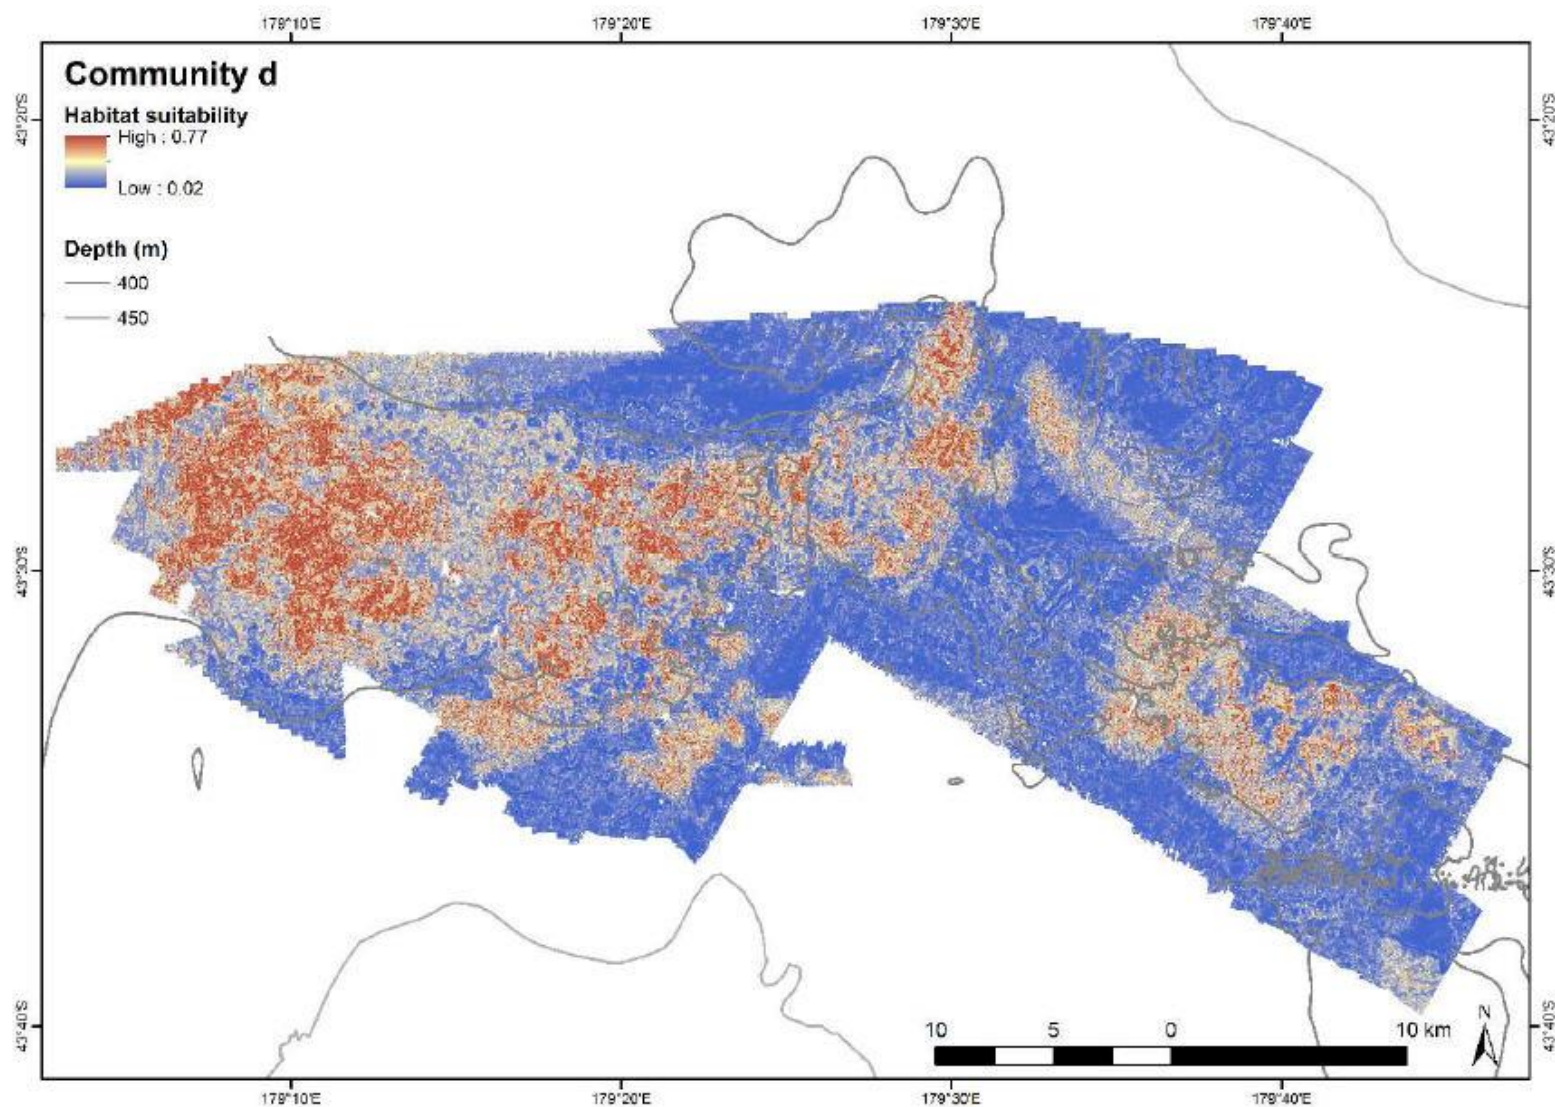 179°10'E 179°20'E 179°30'E 179°40'E
Community d
Habitat suitability
High : 0.77
Low : 0.02
Depth (m)
400
450
43°20'S 43°20'S
43°30'S 43°30'S
43°40'S 43°40'S
10 5 0 10 km
N
179°10'E 179°20'E 179°30'E 179°40'E